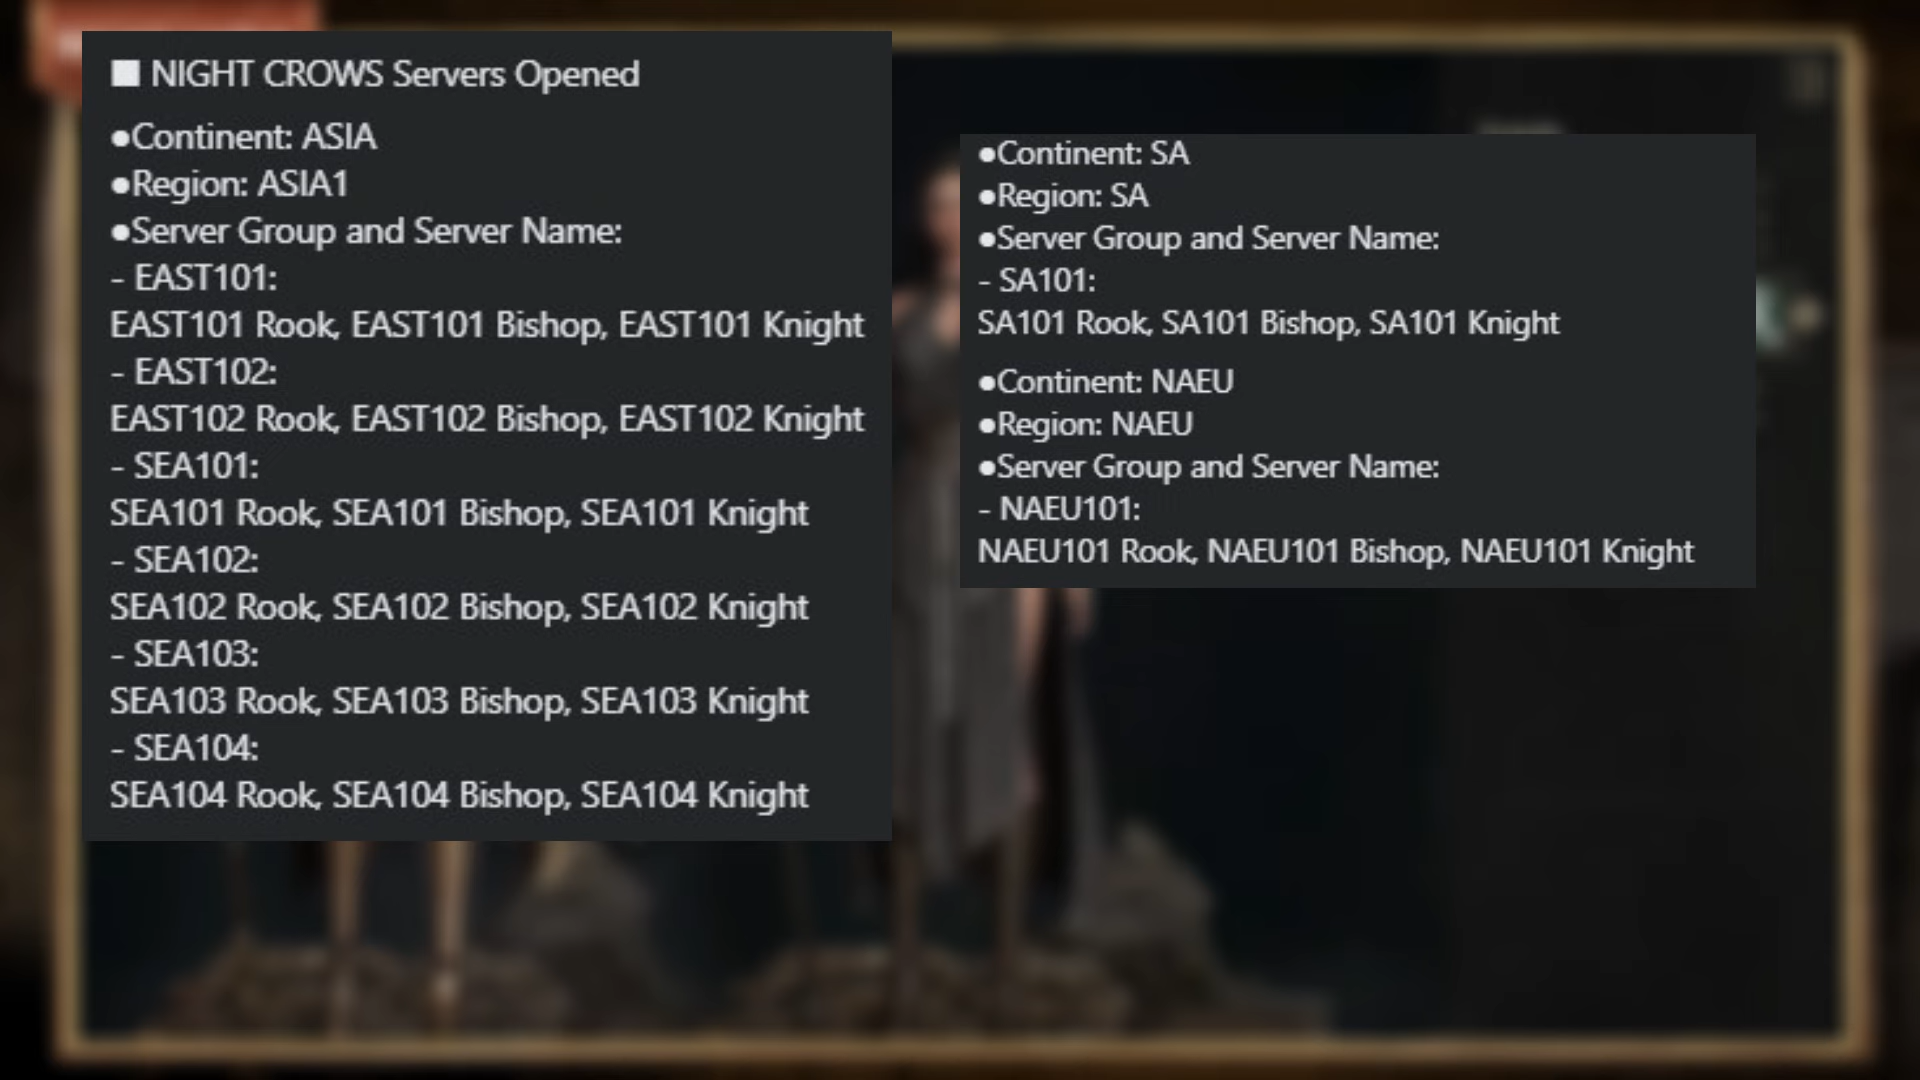 ■ NIGHT CROWS Servers Opened
●Continent: ASIA
●Region: ASIA1
●Server Group and Server Name:
- EAST101:
EAST101 Rook, EAST101 Bishop, EAST101 Knight
- EAST102:
EAST102 Rook, EAST102 Bishop, EAST102 Knight
- SEA101:
SEA101 Rook, SEA101 Bishop, SEA101 Knight
- SEA102:
SEA102 Rook, SEA102 Bishop, SEA102 Knight
- SEA103:
SEA103 Rook, SEA103 Bishop, SEA103 Knight
- SEA104:
SEA104 Rook, SEA104 Bishop, SEA104 Knight
●Continent: SA
●Region: SA
●Server Group and Server Name:
- SA101:
SA101 Rook, SA101 Bishop, SA101 Knight
●Continent: NAEU
●Region: NAEU
●Server Group and Server Name:
- NAEU101:
NAEU101 Rook, NAEU101 Bishop, NAEU101 Knight